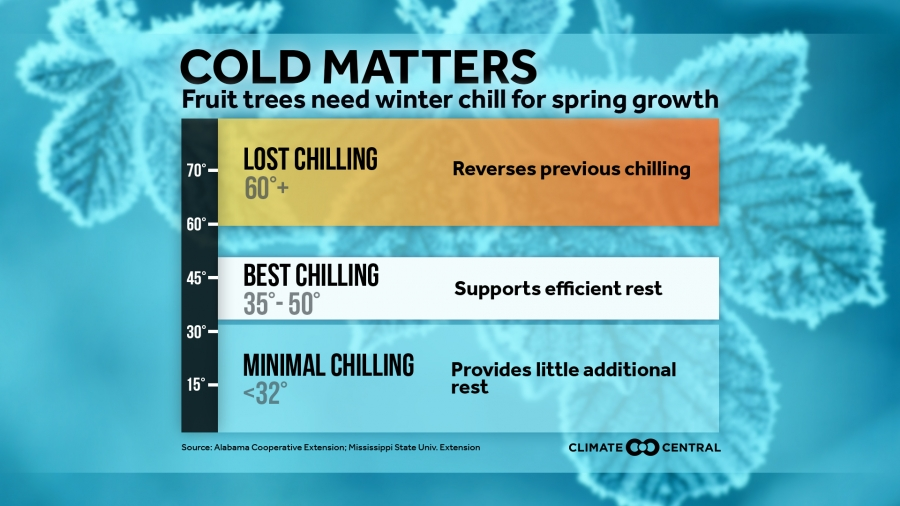 COLD MATTERS
Fruit trees need winter chill for spring growth
70°
LOST CHILLING
60°+
Reverses previous chilling
60°
45°
BEST CHILLING
35°- 50°
Supports efficient rest
30°
MINIMAL CHILLING
<32°
Provides little additional
rest
15°
Source: Alabama Cooperative Extension; Mississippi State Univ. Extension
CLIMATE CENTRAL